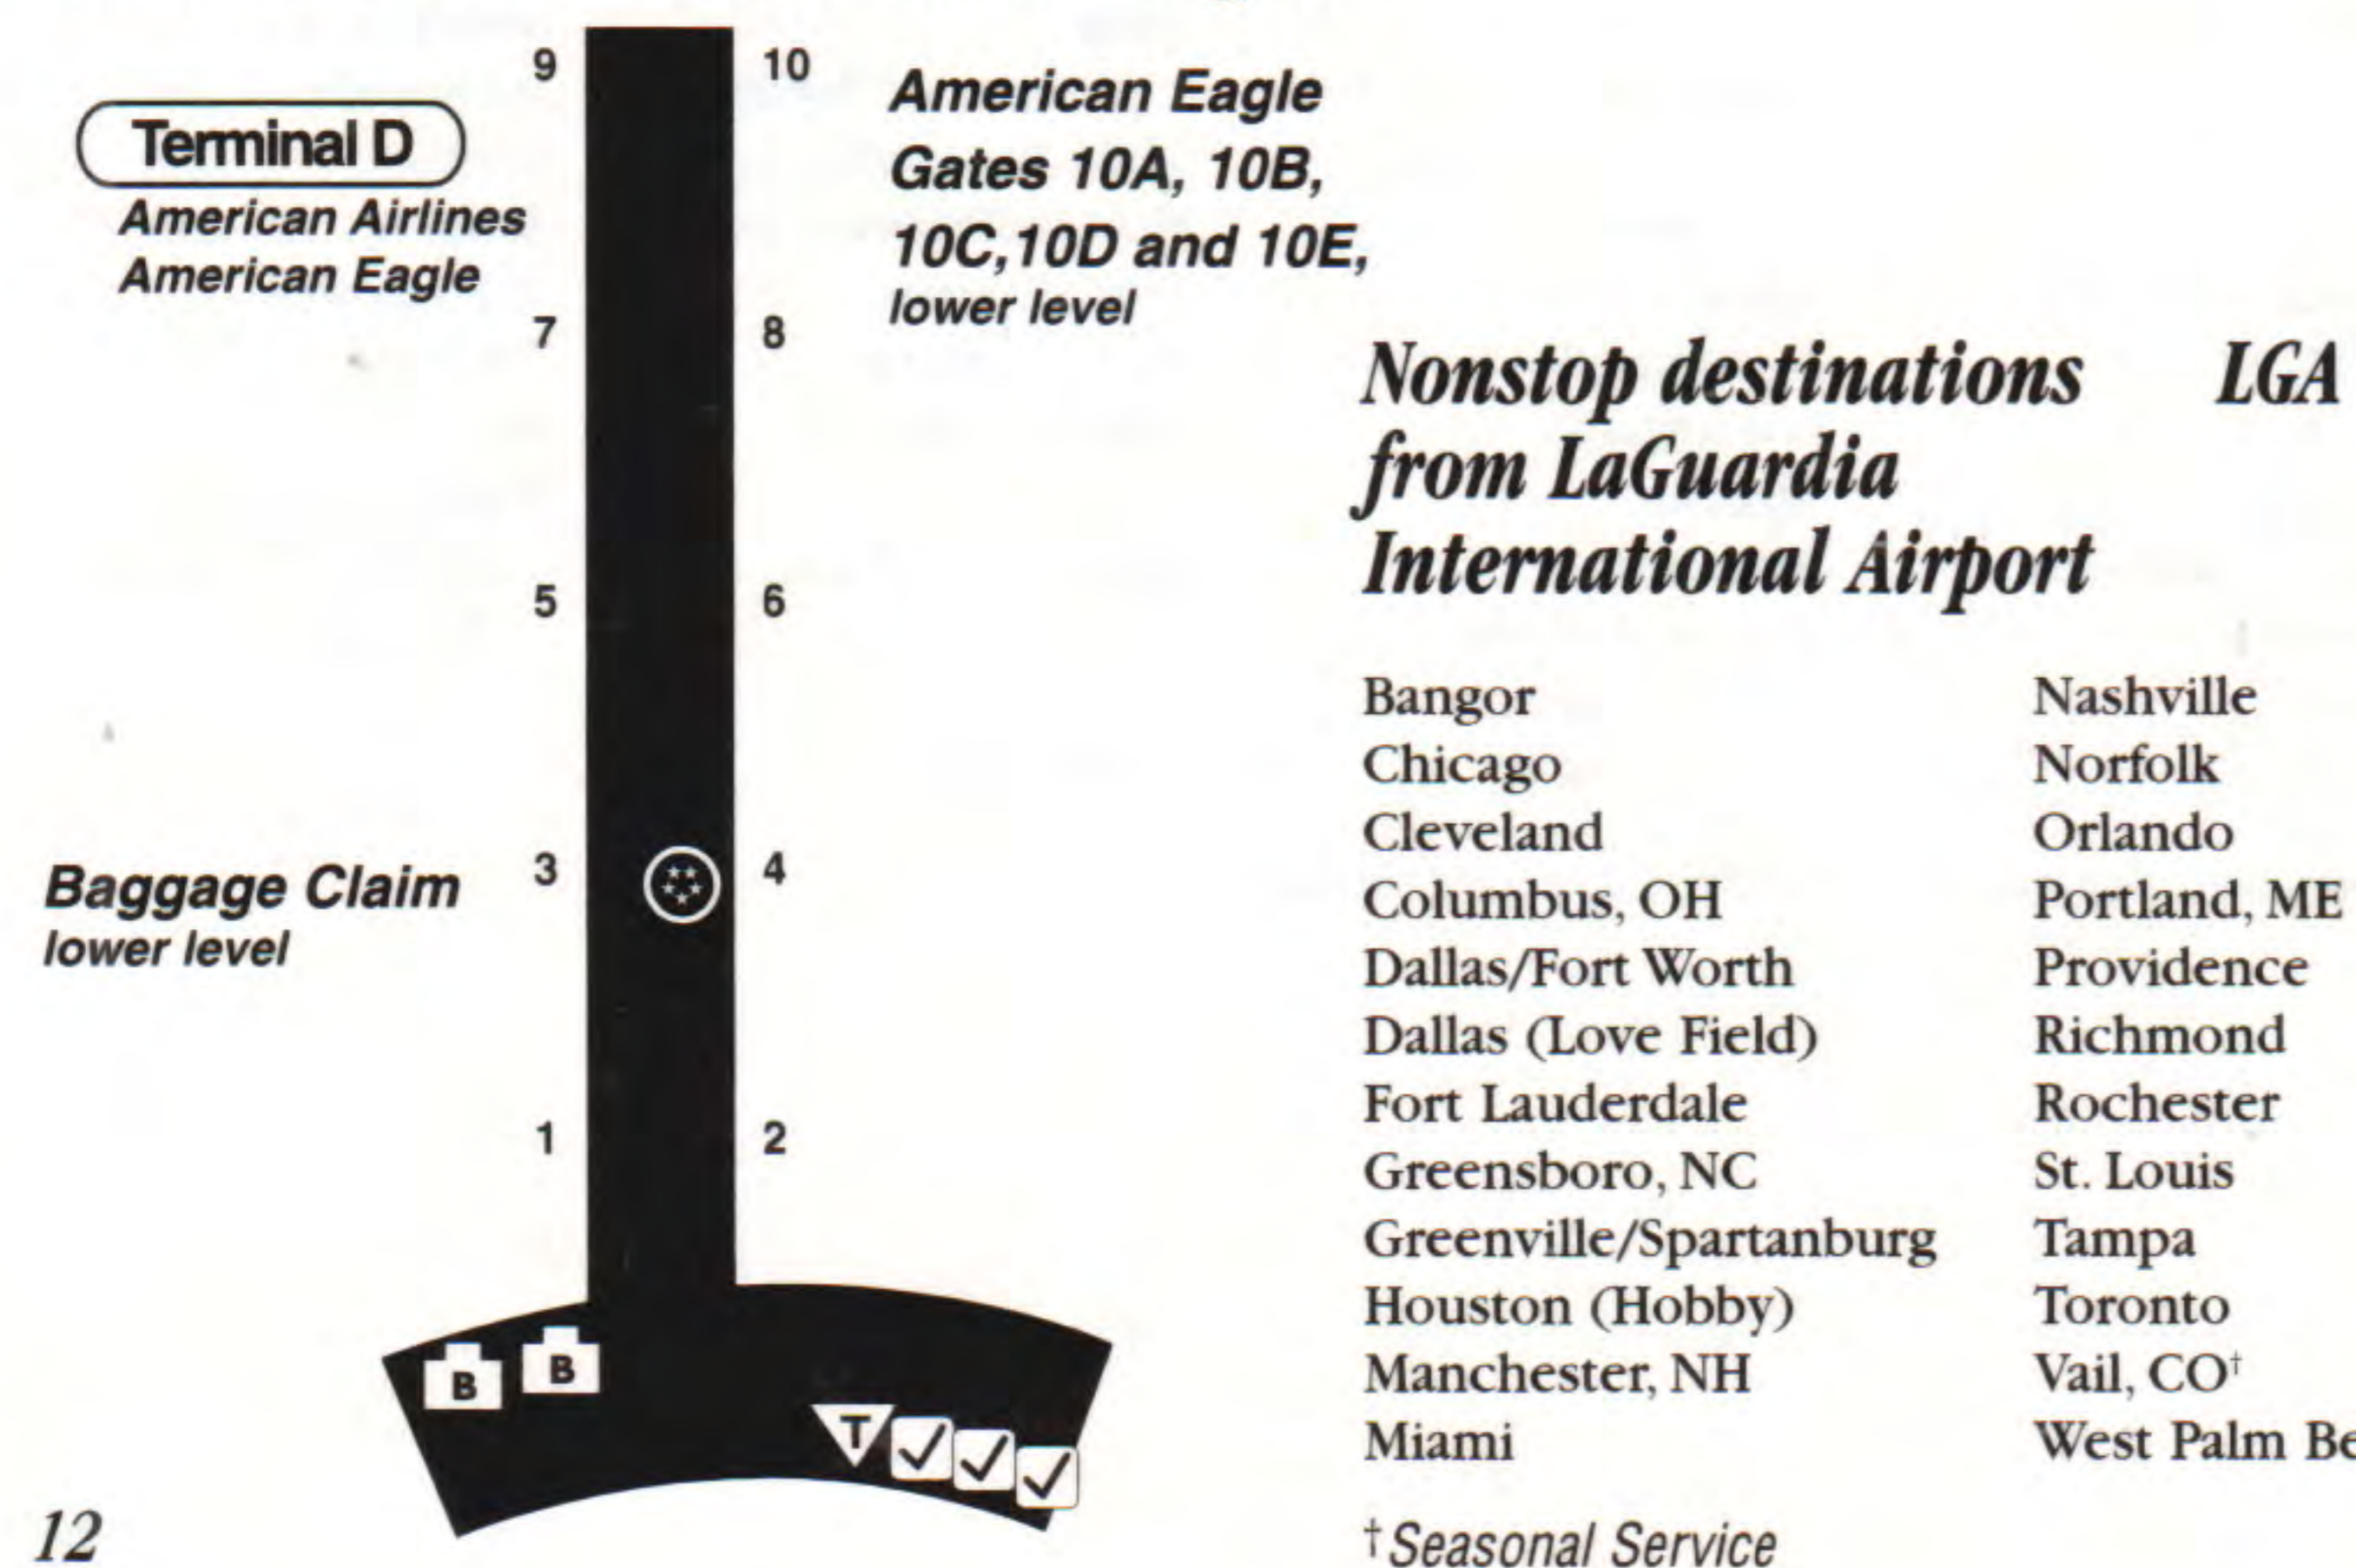 9
10
Terminal D
American Airlines
American Eagle
American Eagle
Gates 10A, 10B,
10C, 10D and 10E,
lower level
7
8
5
6
Baggage Claim
lower level
3
4
1
2
B
B
T
12
Nonstop destinations LGA
from LaGuardia
International Airport
Bangor
Chicago
Cleveland
Columbus, OH
Dallas/Fort Worth
Dallas (Love Field)
Fort Lauderdale
Greensboro, NC
Greenville/Spartanburg
Houston (Hobby)
Manchester, NH
Miami
Nashville
Norfolk
Orlando
Portland, ME
Providence
Richmond
Rochester
St. Louis
Tampa
Toronto
Vail, CO†
West Palm
†Seasonal Service